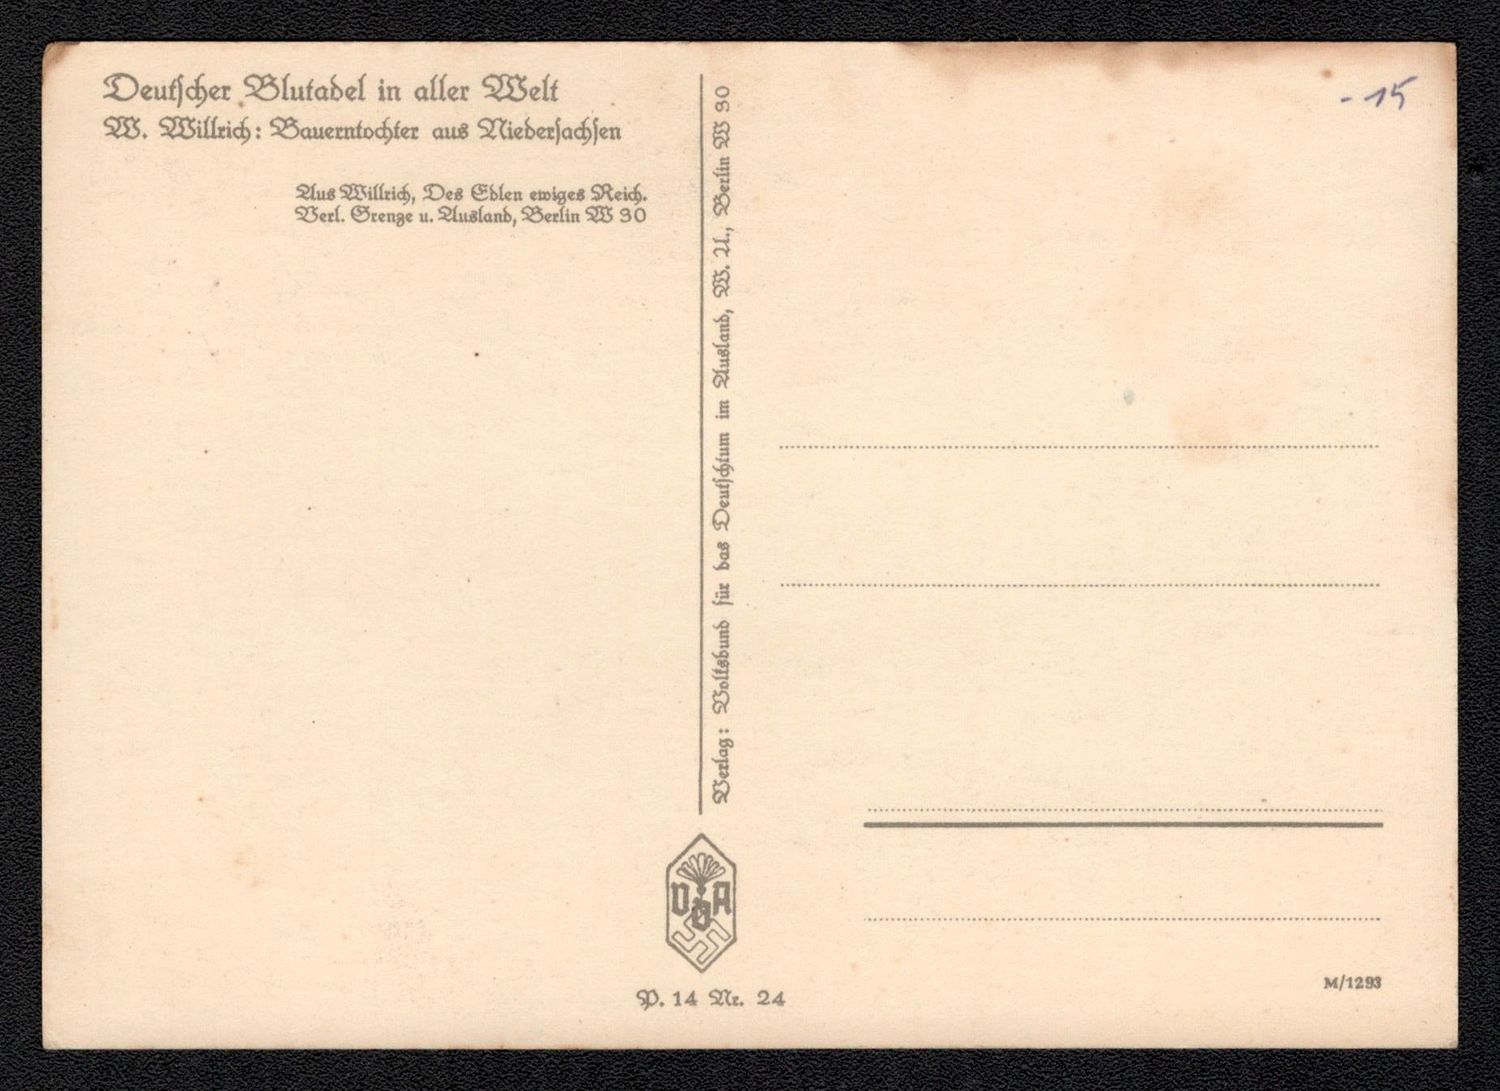 Deutscher Blutadel in aller Welt
W. Willrich: Bauerntochter aus Niedersachsen
Aus Willrich, Des Edlen ewiges Reich.
Verl. Grenze u. Ausland, Berlin W 30
Verlag: Volksbund für das Deutschtum im Ausland, W. U., Berlin W 30
- 15
VDA
P. 14 Nr. 24
M/1293